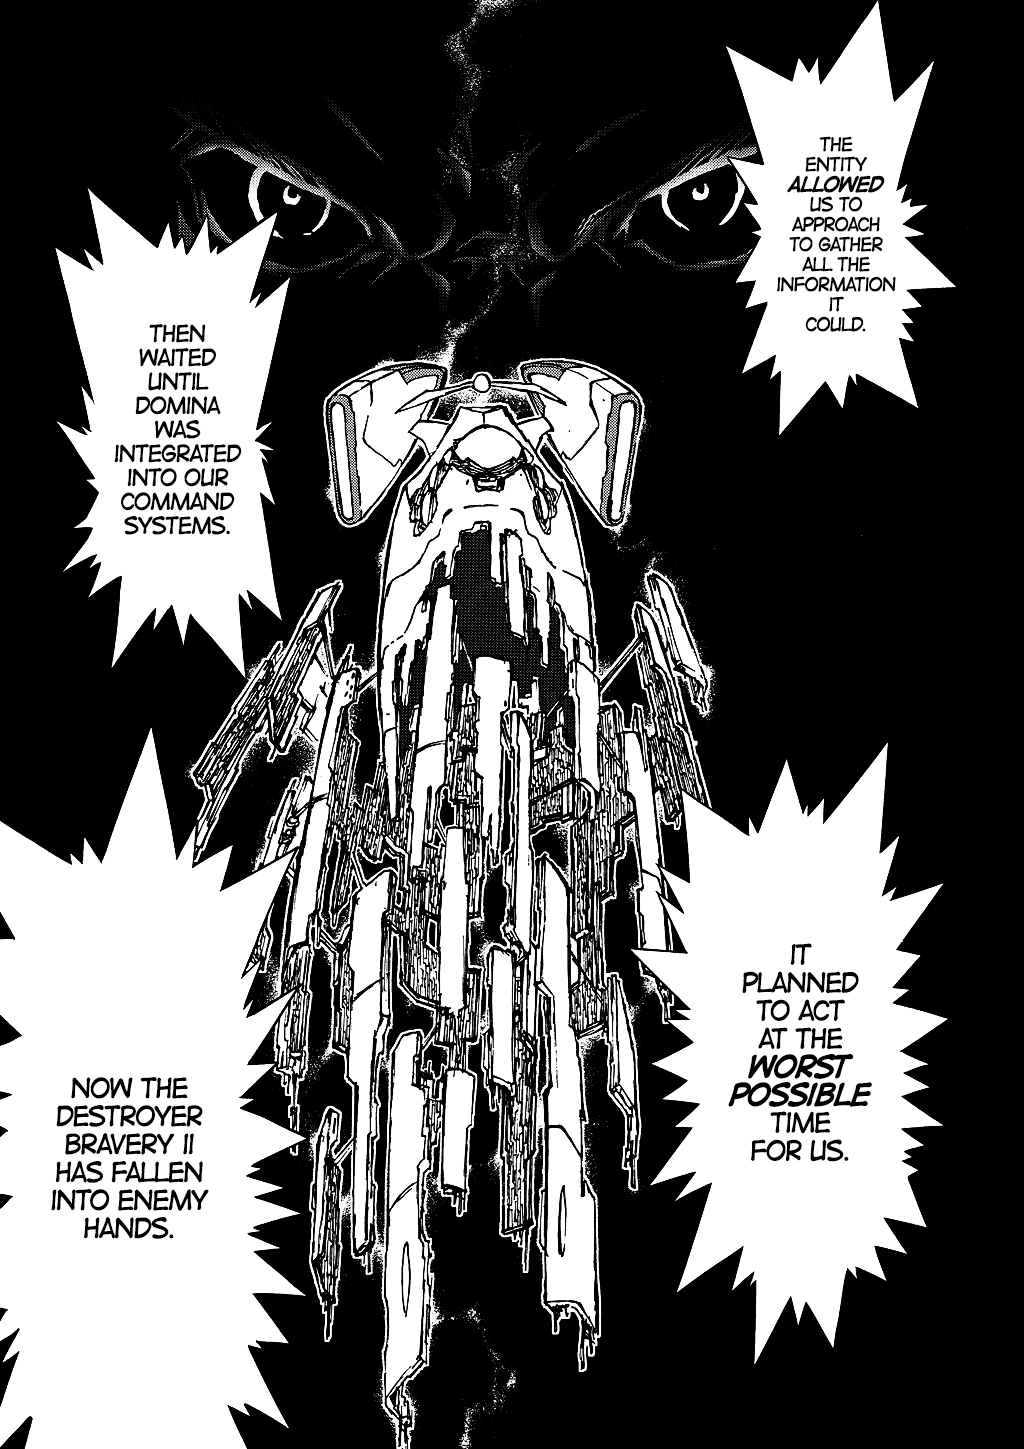 THE
ENTITY
ALLOWED
US TO
APPROACH
TO GATHER
ALL THE
INFORMATION
IT
COULD.
THEN
WAITED
UNTIL
DOMINA
WAS
INTEGRATED
INTO OUR
COMMAND
SYSTEMS.
IT
PLANNED
TO ACT
AT THE
WORST
POSSIBLE
TIME
FOR US.
NOW THE
DESTROYER
BRAVERY II
HAS FALLEN
INTO ENEMY
HANDS.